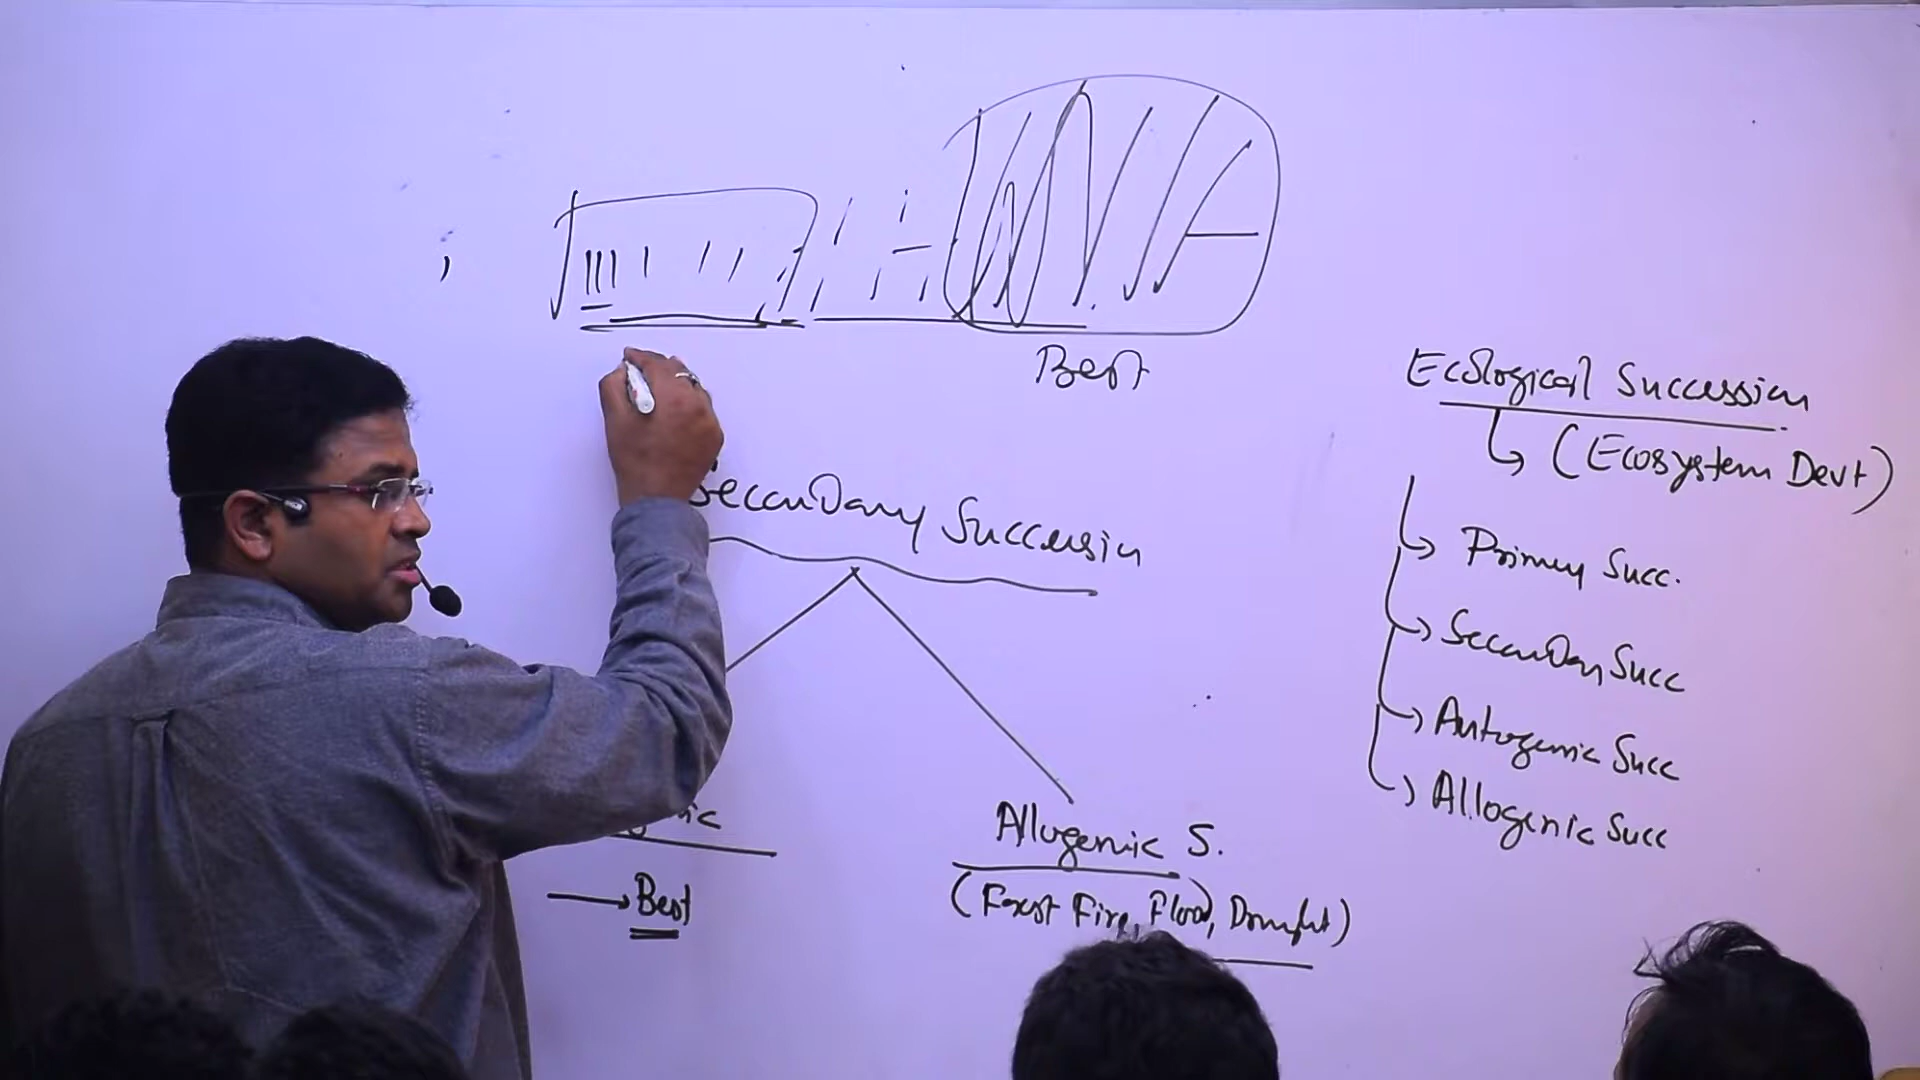 Best
Ecological Succession
(Ecosystem Devt)
Primary Succ.
Secondary Succ
Autogenic Succ
Allogenic Succ
Secondary Succession
Allogenic S.
(Forest Fire, Flood, Drought)
Best